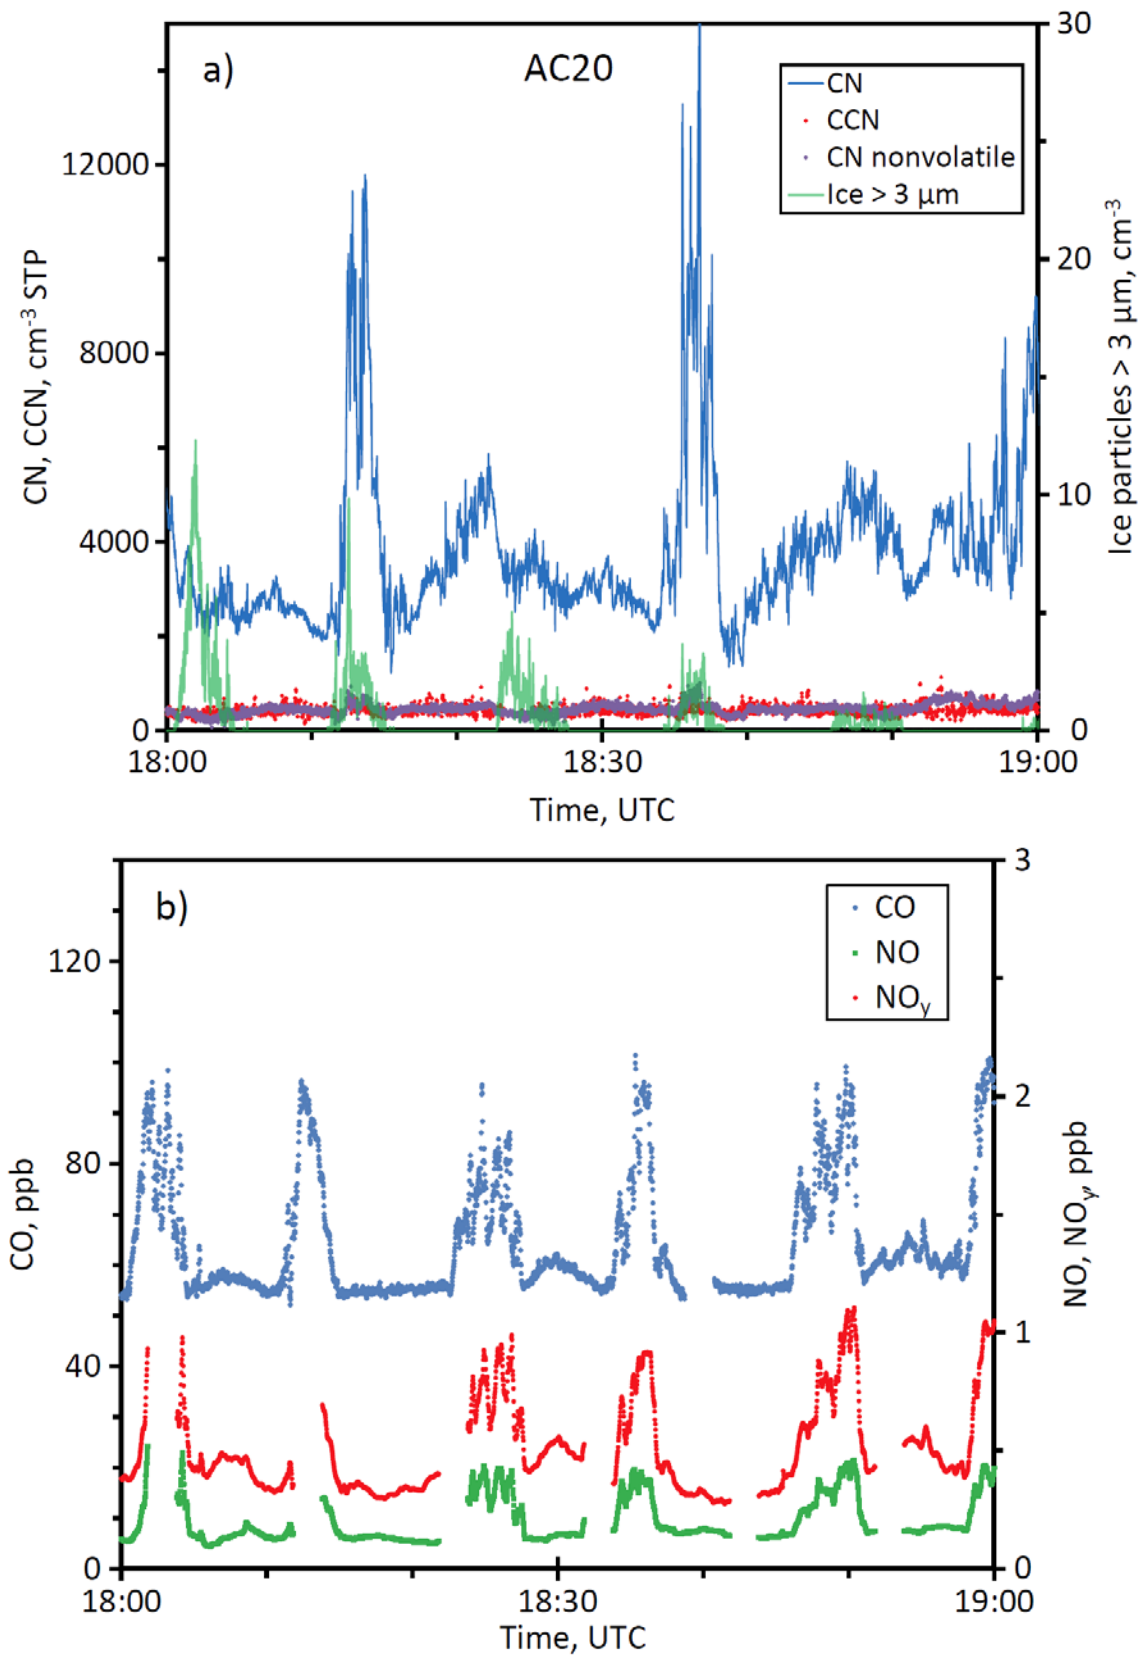 a)
AC20
CN
CCN
CN nonvolatile
Ice > 3 µm
12000
8000
4000
0
CN, CCN, cm⁻³ STP
30
20
10
0
Ice particles > 3 µm, cm⁻³
18:00
18:30
19:00
Time, UTC
b)
CO
NO
NOy
120
80
40
0
CO, ppb
3
2
1
0
NO, NOy, ppb
18:00
18:30
19:00
Time, UTC